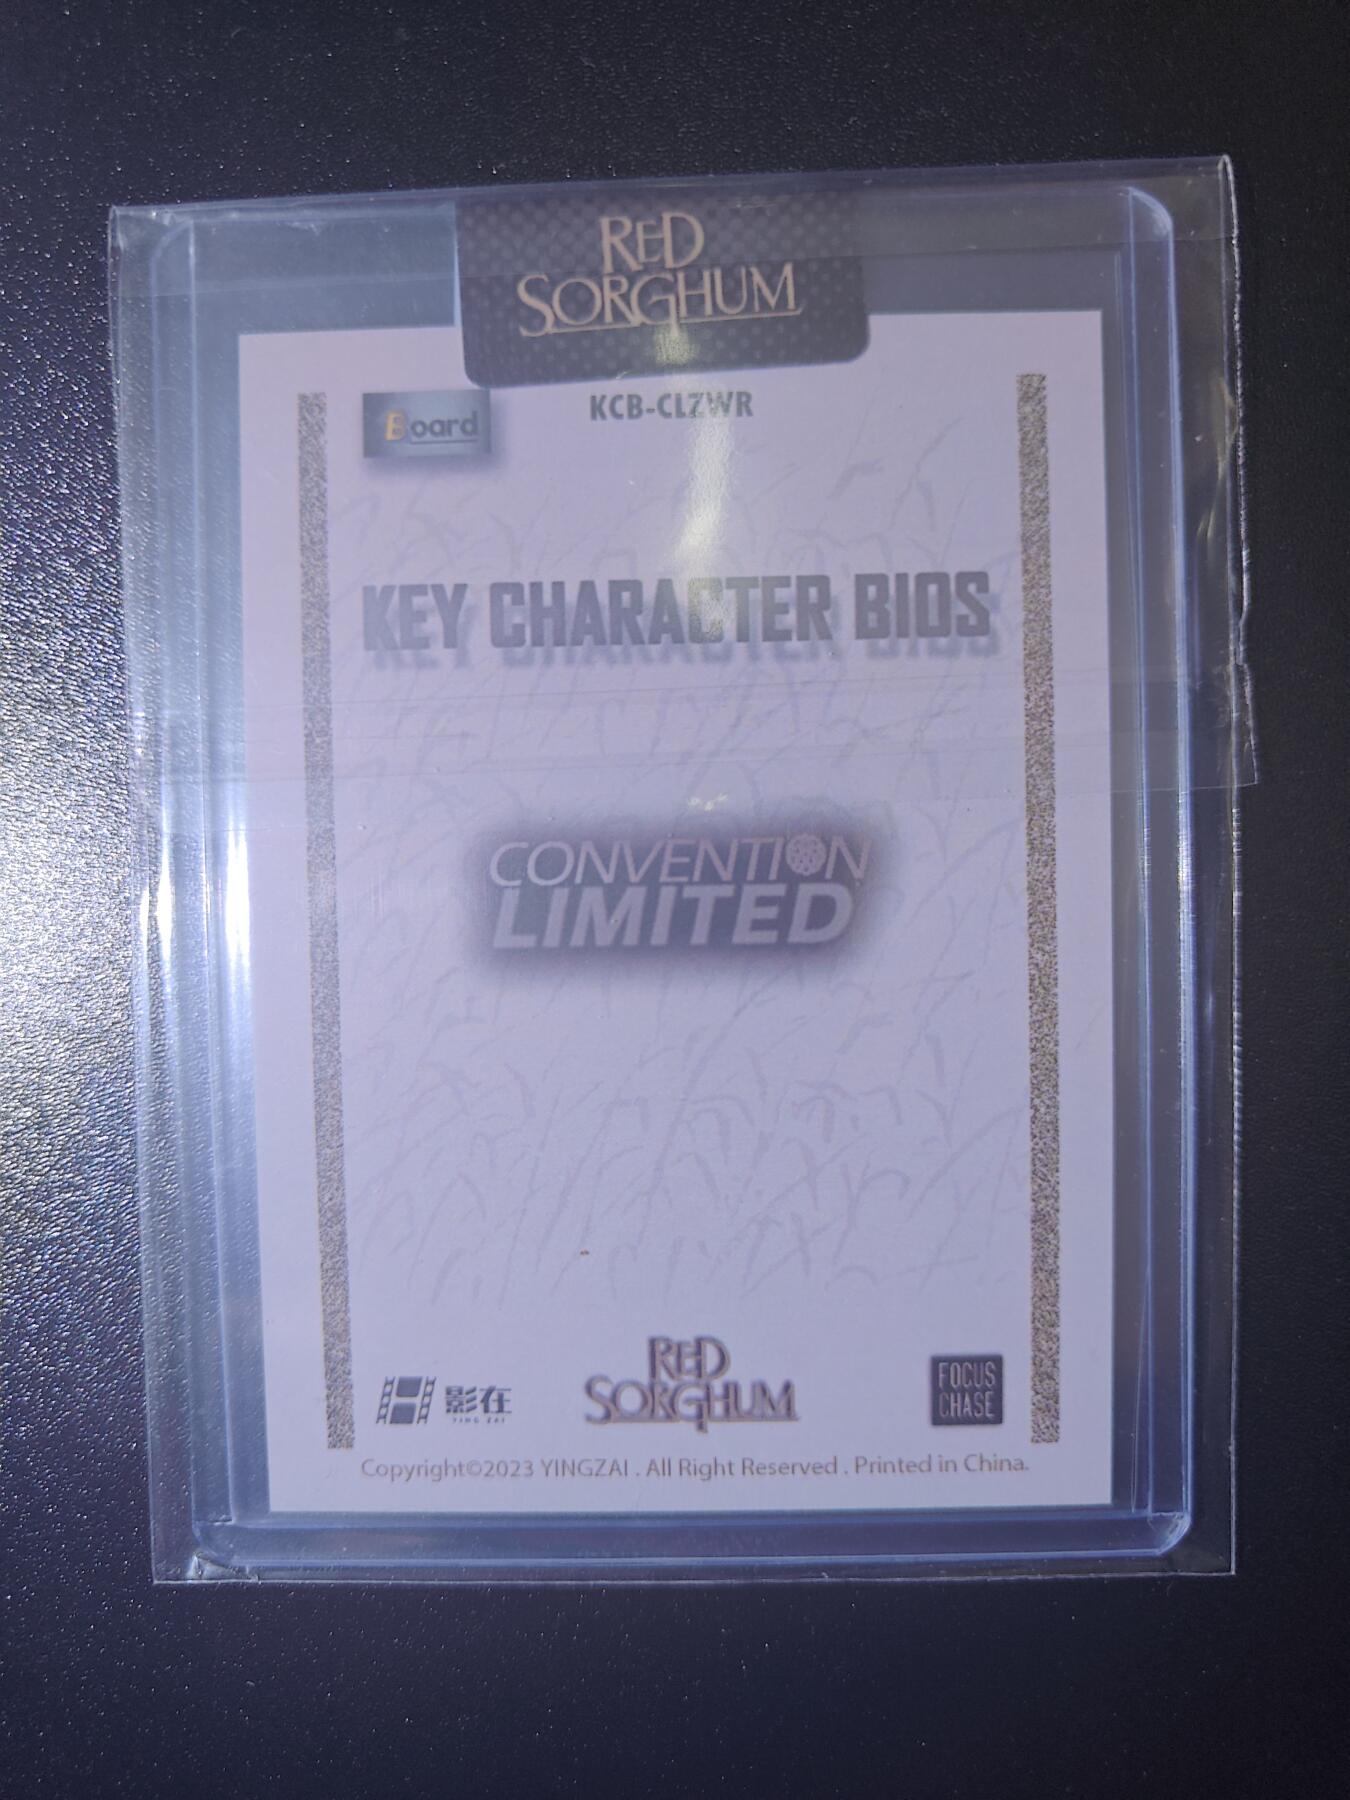 RED
SORGHUM
Board
KCB-CLZWR
KEY CHARACTER BIOS
CONVENTION
LIMITED
影在
YING ZAI
RED
SORGHUM
FOCUS
CHASE
Copyright©2023 YINGZAI . All Right Reserved . Printed in China.